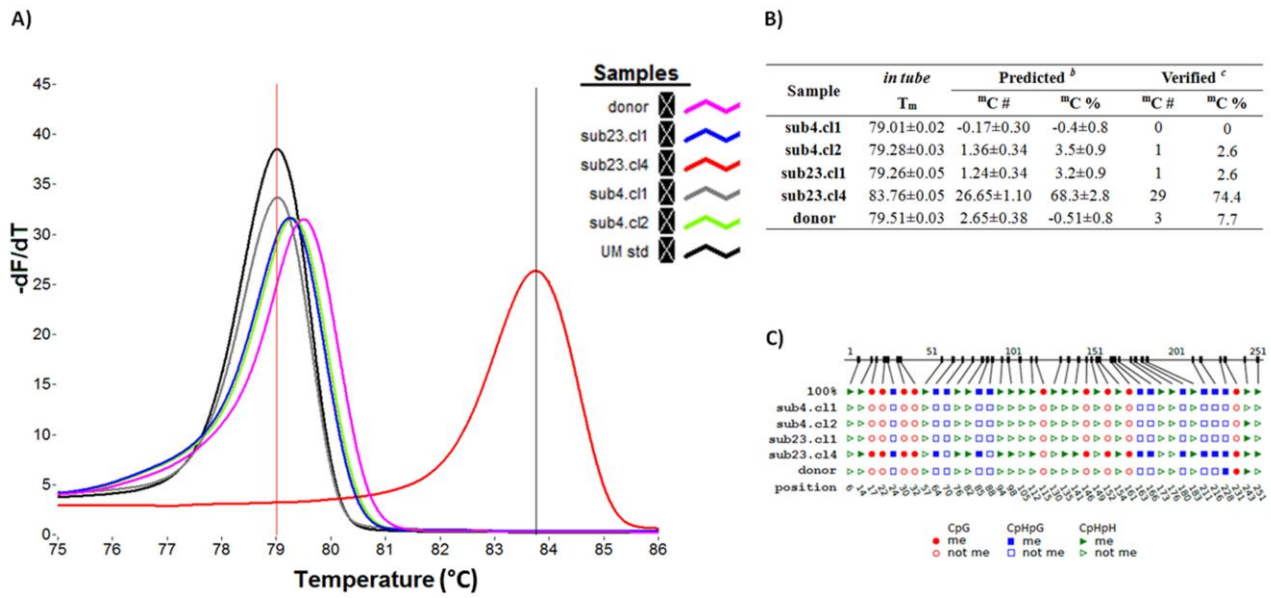 A)
B)
Samples
donor
sub23.cl1
sub23.cl4
sub4.cl1
sub4.cl2
UM std
45-
40-
35-
30-
25-
20-
15-
10-
5-
0-
-dF/dT
75 76 77 78 79 80 81 82 83 84 85 86
Temperature (°C)
Sample in tube Predicted b Verified c
Tm mC # mC % mC # mC %
sub4.cl1 79.01±0.02 -0.17±0.30 -0.4±0.8 0 0
sub4.cl2 79.28±0.03 1.36±0.34 3.5±0.9 1 2.6
sub23.cl1 79.26±0.05 1.24±0.34 3.2±0.9 1 2.6
sub23.cl4 83.76±0.05 26.65±1.10 68.3±2.8 29 74.4
donor 79.51±0.03 2.65±0.38 -0.51±0.8 3 7.7
C)
1 51 101 151 201 251
100%
sub4.cl1
sub4.cl2
sub23.cl1
sub23.cl4
donor
position
CpG CpHpG CpHpH
me me me
not me not me not me